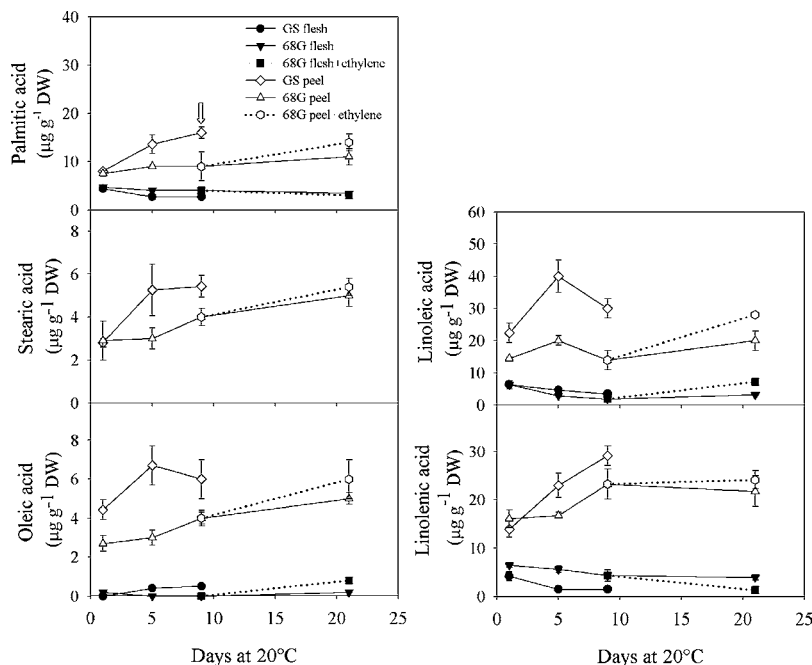 40
30
20
10
0
Palmitic acid
(µg g⁻¹ DW)
GS flesh
68G flesh
68G flesh+ethylene
GS peel
68G peel
68G peel+ethylene
8
6
4
2
0
Stearic acid
(µg g⁻¹ DW)
8
6
4
2
0
Oleic acid
(µg g⁻¹ DW)
0 5 10 15 20 25
Days at 20°C
60
50
40
30
20
10
0
Linoleic acid
(µg g⁻¹ DW)
30
20
10
0
Linolenic acid
(µg g⁻¹ DW)
0 5 10 15 20 25
Days at 20°C